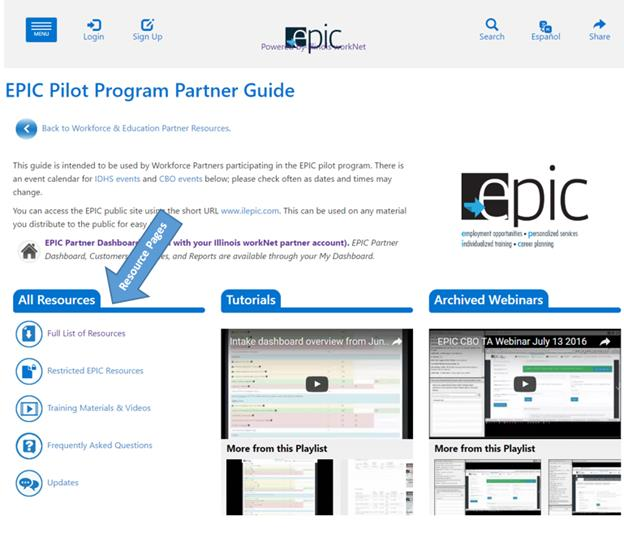 MENU
Login
Sign Up
epic
Powered by Illinois workNet
Search
Español
Share
EPIC Pilot Program Partner Guide
Back to Workforce & Education Partner Resources.
This guide is intended to be used by Workforce Partners participating in the EPIC pilot program. There is
an event calendar for IDHS events and CBO events below; please check often as dates and times may
change.
You can access the EPIC public site using the short URL www.ilepic.com. This can be used on any material
you distribute to the public for easy
EPIC Partner Dashboard with your Illinois workNet partner account). EPIC Partner
Dashboard, Customer es, and Reports are available through your My Dashboard.
epic
employment opportunities • personalized services
individualized training • career planning
Resource Pages
All Resources
Full List of Resources
Restricted EPIC Resources
Training Materials & Videos
Frequently Asked Questions
Updates
Tutorials
Intake dashboard overview from Jun...
More from this Playlist
Archived Webinars
EPIC CBO TA Webinar July 13 2016
More from this Playlist